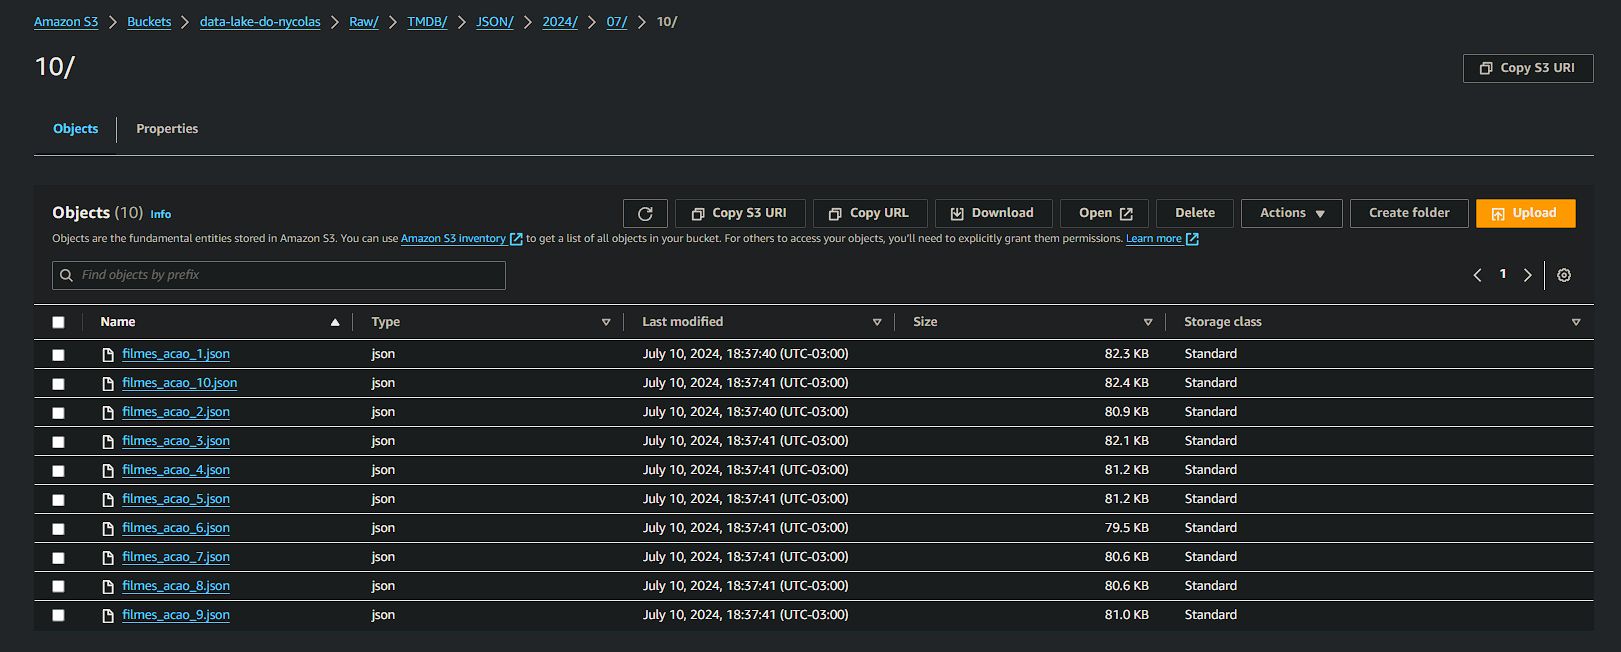 Amazon S3 > Buckets > data-lake-do-nycolas > Raw/ > TMDB/ > JSON/ > 2024/ > 07/ > 10/
10/
Copy S3 URI
Objects Properties
Objects (10) Info
Copy S3 URI Copy URL Download Open Delete Actions Create folder Upload
Objects are the fundamental entities stored in Amazon S3. You can use Amazon S3 inventory to get a list of all objects in your bucket. For others to access your objects, you'll need to explicitly grant them permissions. Learn more
Find objects by prefix
< 1 >
Name Type Last modified Size Storage class
filmes_acao_1.json json July 10, 2024, 18:37:40 (UTC-03:00) 82.3 KB Standard
filmes_acao_10.json json July 10, 2024, 18:37:41 (UTC-03:00) 82.4 KB Standard
filmes_acao_2.json json July 10, 2024, 18:37:40 (UTC-03:00) 80.9 KB Standard
filmes_acao_3.json json July 10, 2024, 18:37:41 (UTC-03:00) 82.1 KB Standard
filmes_acao_4.json json July 10, 2024, 18:37:41 (UTC-03:00) 81.2 KB Standard
filmes_acao_5.json json July 10, 2024, 18:37:41 (UTC-03:00) 81.2 KB Standard
filmes_acao_6.json json July 10, 2024, 18:37:41 (UTC-03:00) 79.5 KB Standard
filmes_acao_7.json json July 10, 2024, 18:37:41 (UTC-03:00) 80.6 KB Standard
filmes_acao_8.json json July 10, 2024, 18:37:41 (UTC-03:00) 80.6 KB Standard
filmes_acao_9.json json July 10, 2024, 18:37:41 (UTC-03:00) 81.0 KB Standard